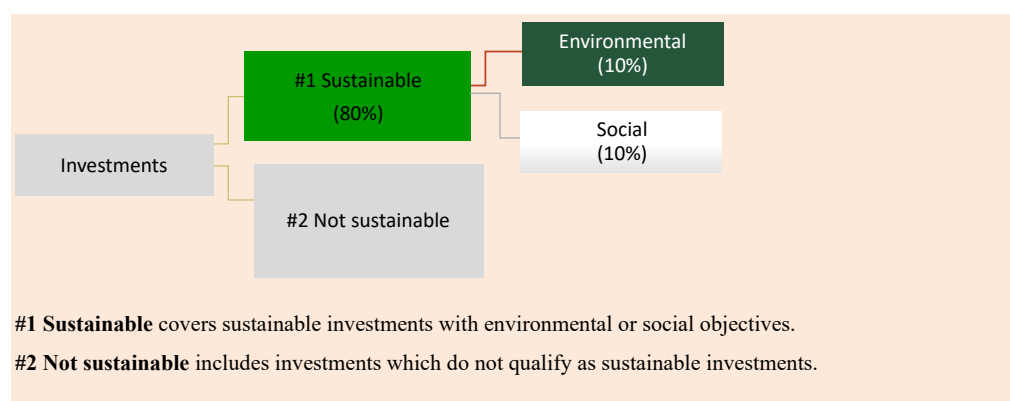 Environmental
(10%)
#1 Sustainable
(80%)
Social
(10%)
Investments
#2 Not sustainable
#1 Sustainable covers sustainable investments with environmental or social objectives.
#2 Not sustainable includes investments which do not qualify as sustainable investments.